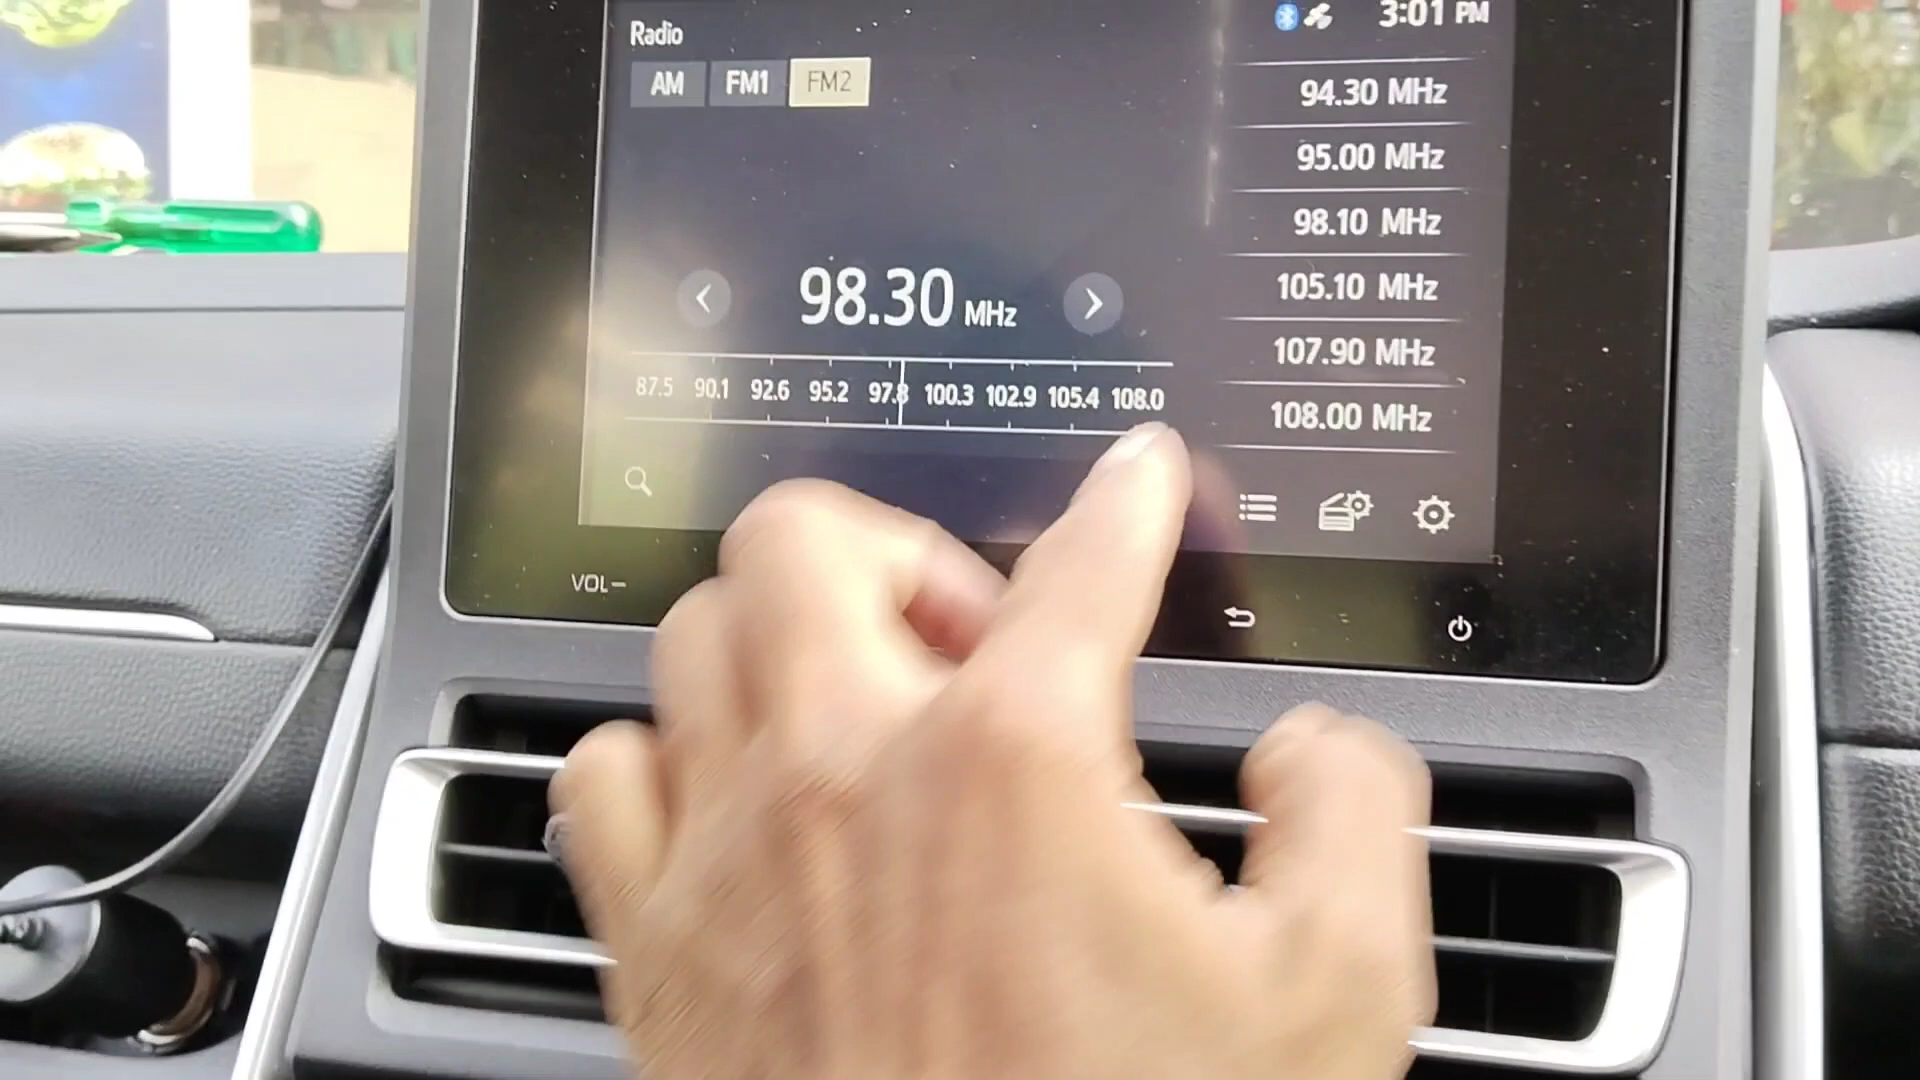 Radio
3:01 PM
AM FM1 FM2
94.30 MHz
95.00 MHz
98.10 MHz
98.30 MHz
105.10 MHz
107.90 MHz
87.5 90.1 92.6 95.2 97.8 100.3 102.9 105.4 108.0
108.00 MHz
VOL−